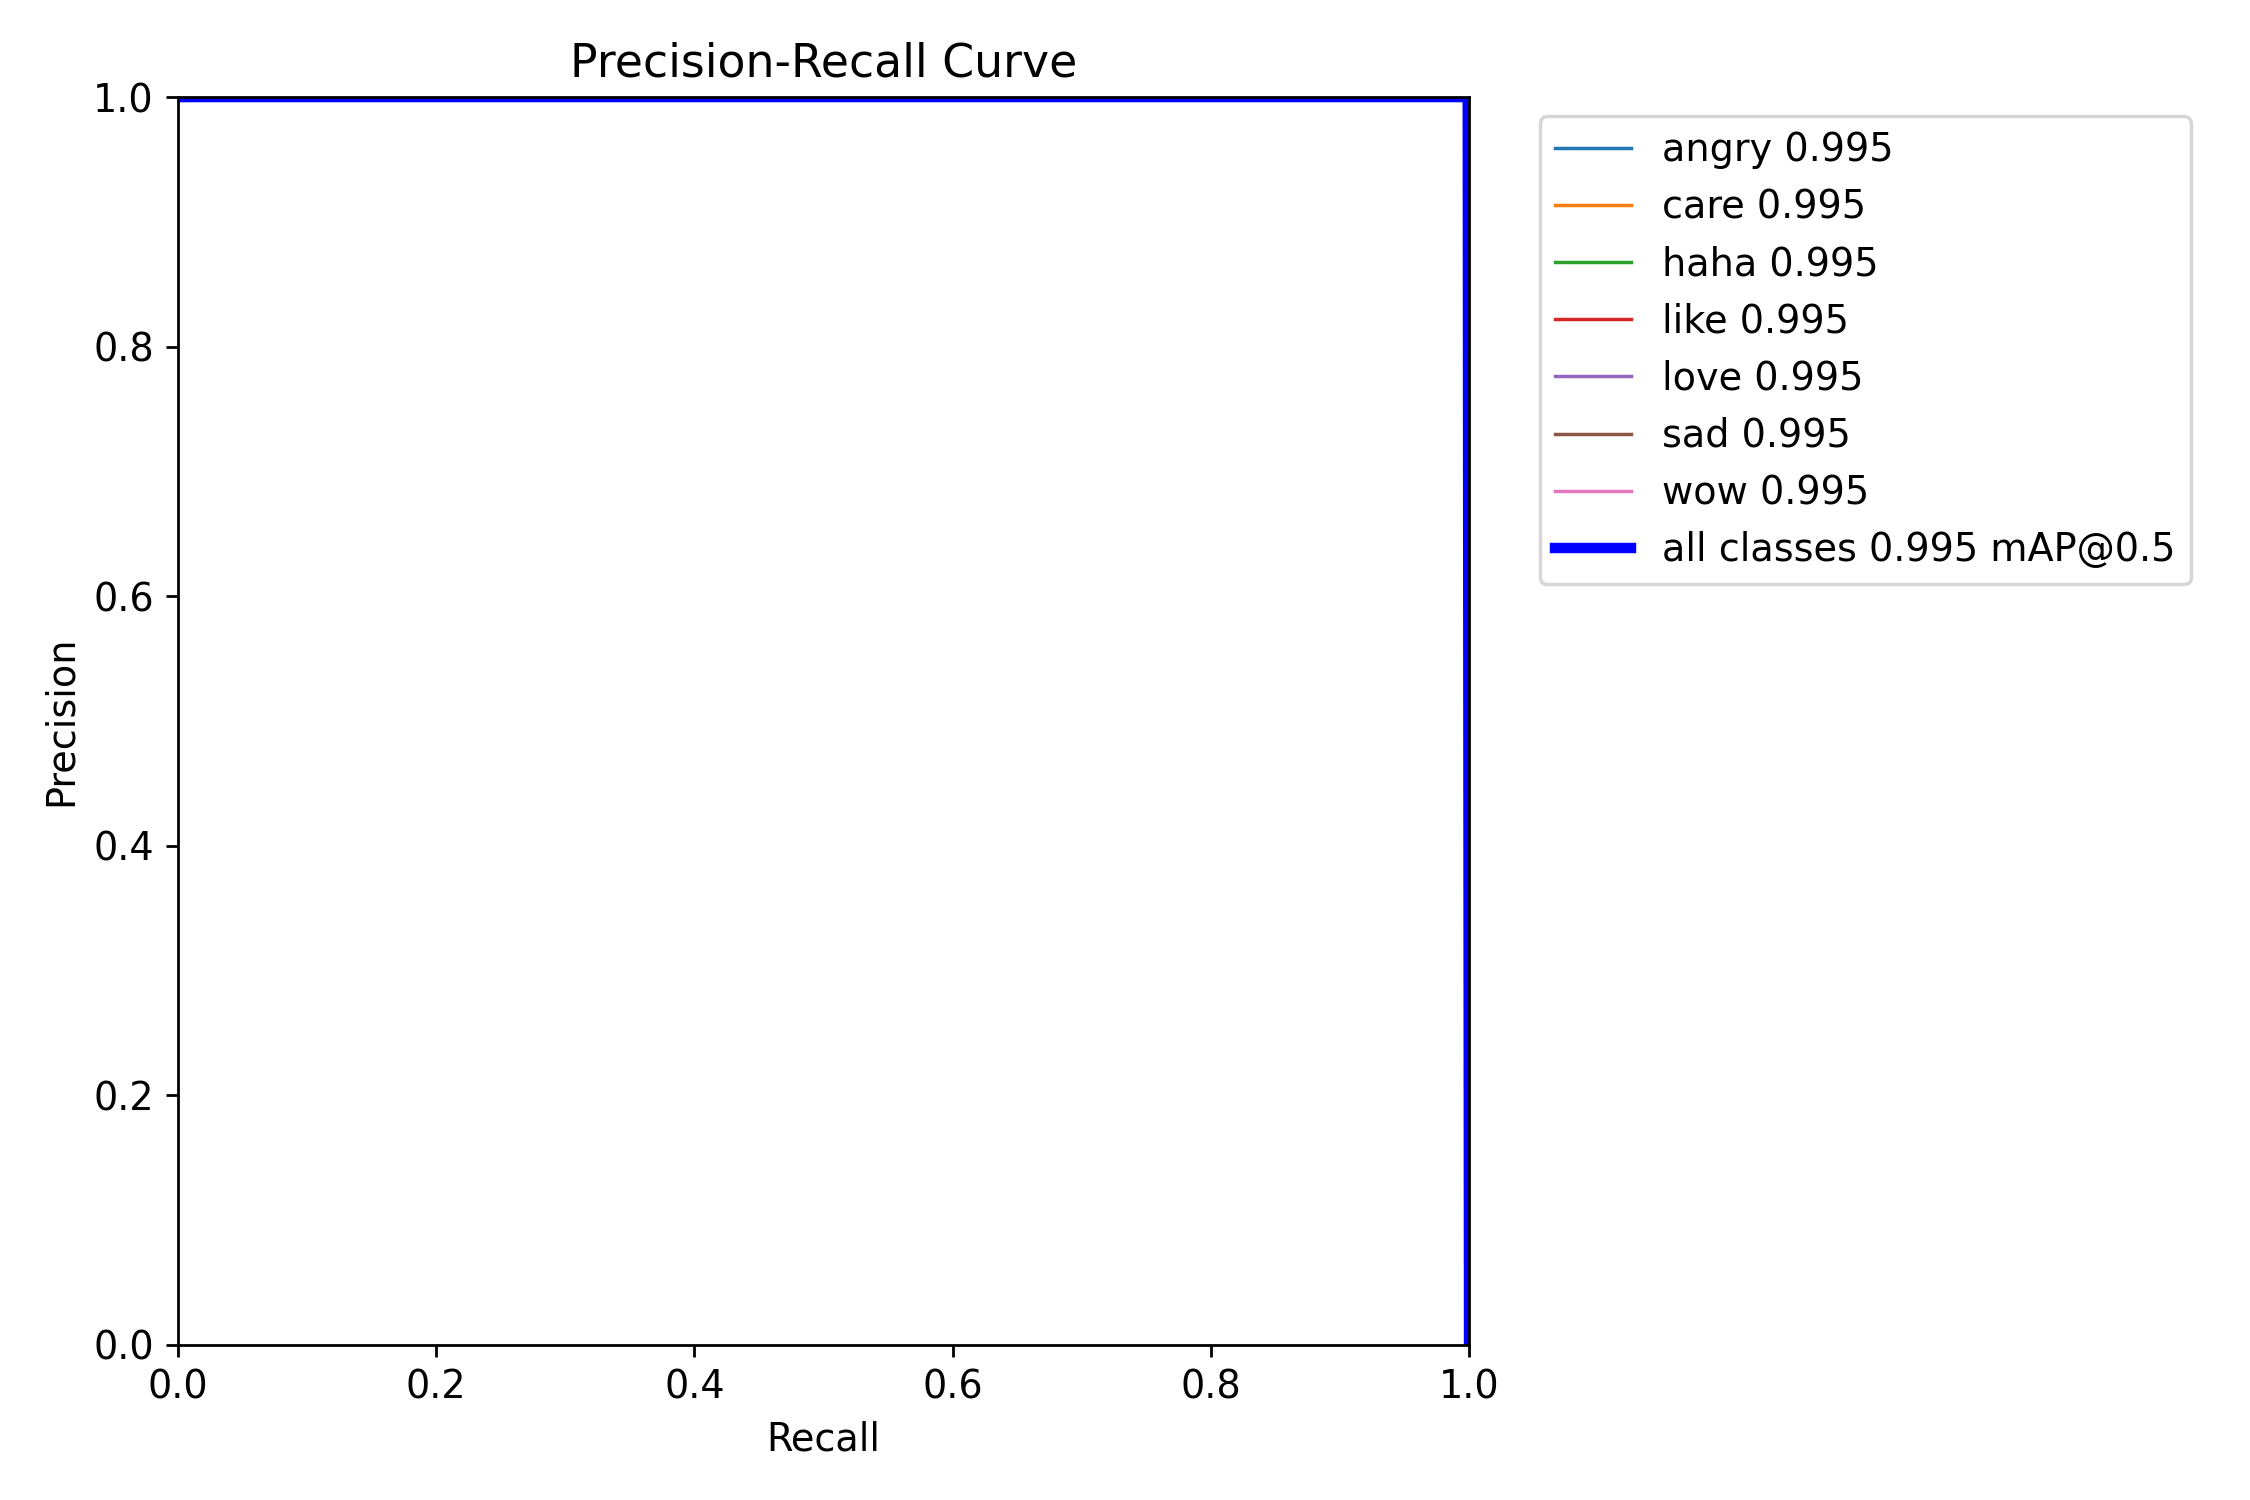 Precision-Recall Curve
1.0
0.8
0.6
0.4
0.2
0.0
Precision
0.0 0.2 0.4 0.6 0.8 1.0
Recall
angry 0.995
care 0.995
haha 0.995
like 0.995
love 0.995
sad 0.995
wow 0.995
all classes 0.995 mAP@0.5